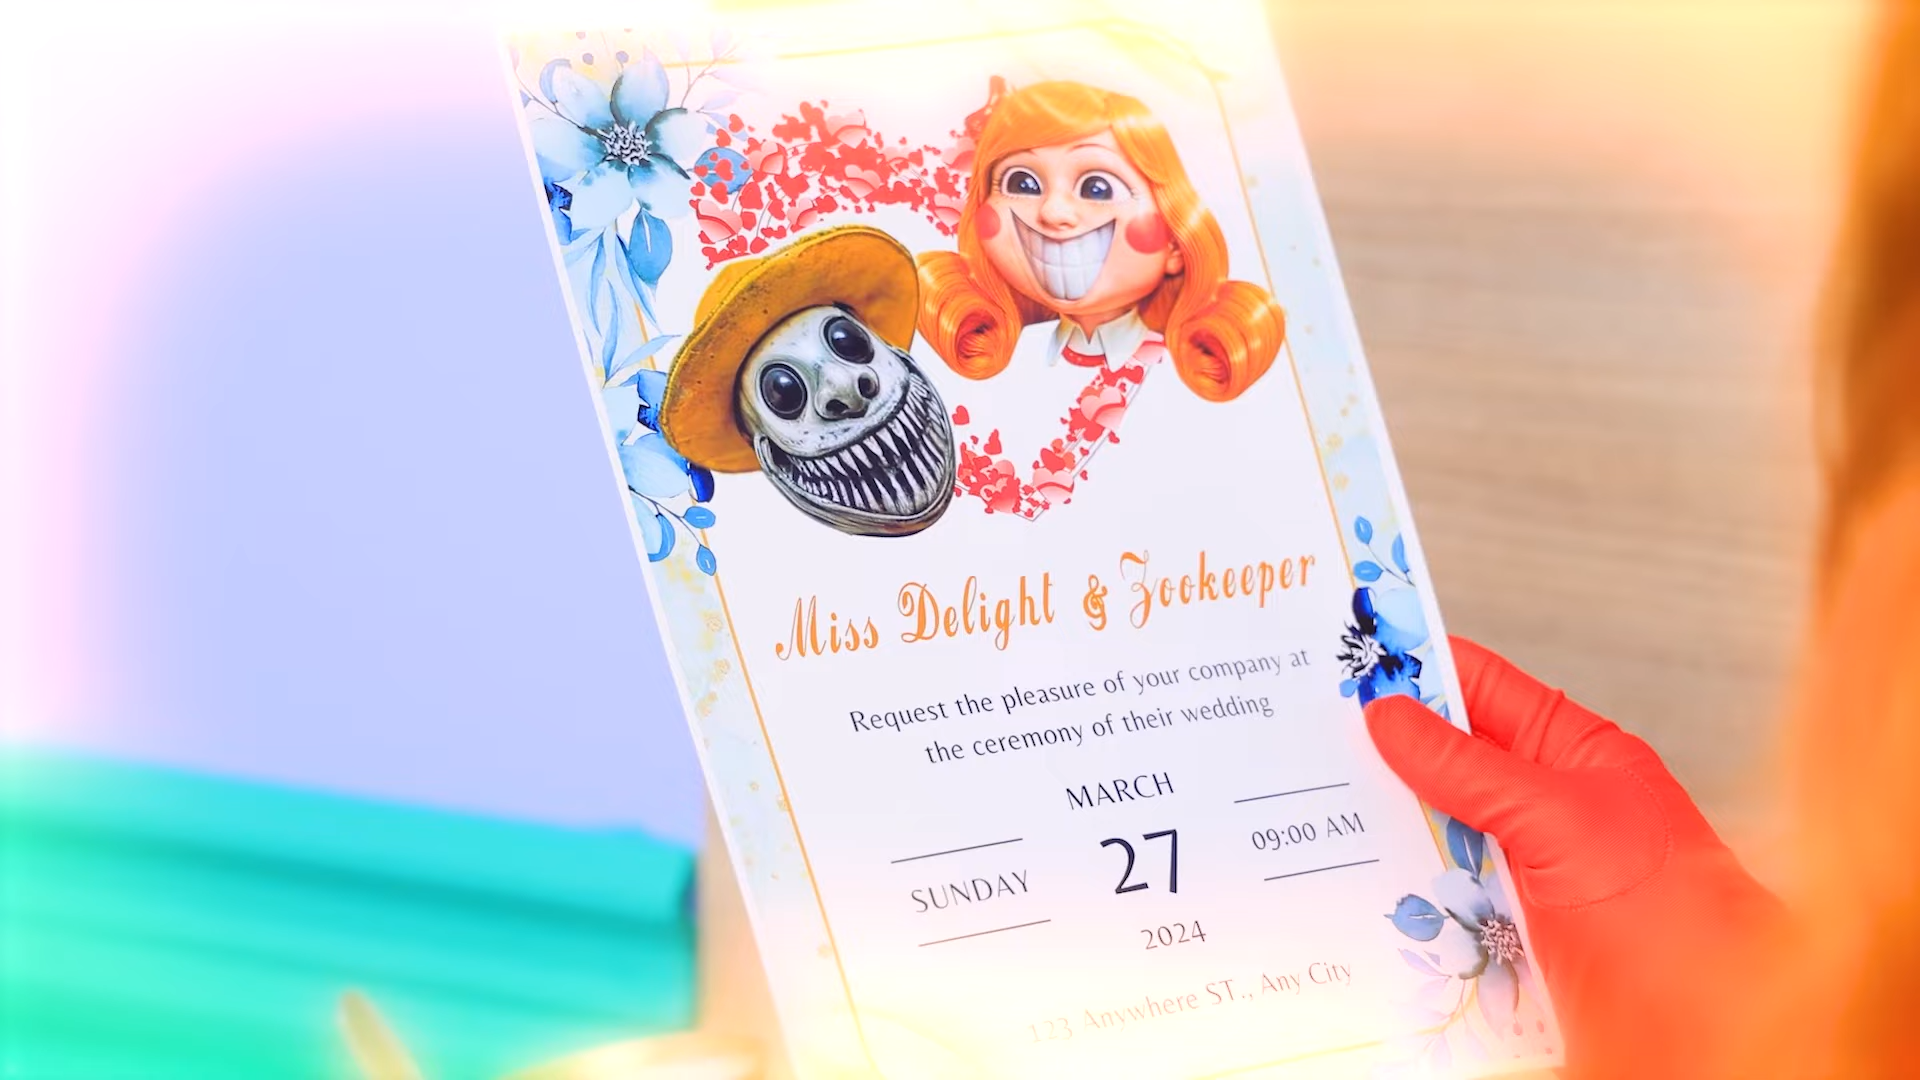 Miss Delight & Zookeeper
Request the pleasure of your company at
the ceremony of their wedding
MARCH
SUNDAY
27
09:00 AM
2024
123 Anywhere ST., Any City